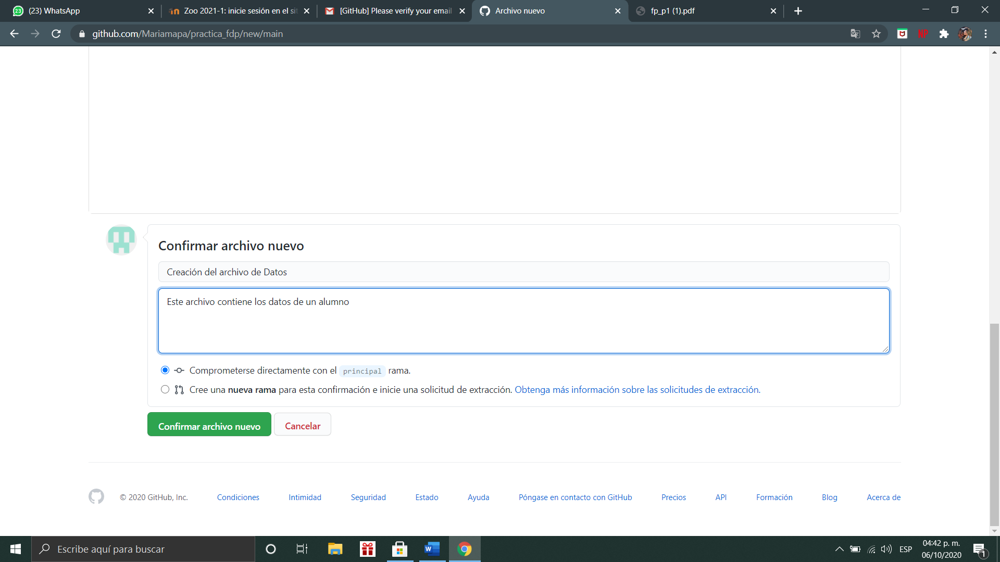 23 (23) WhatsApp
Zoo 2021-1: inicie sesión en el sit
[GitHub] Please verify your email
Archivo nuevo
fp_p1 (1).pdf
github.com/Mariamapa/practica_fdp/new/main
NP
Confirmar archivo nuevo
Creación del archivo de Datos
Este archivo contiene los datos de un alumno
Comprometerse directamente con el principal rama.
Cree una nueva rama para esta confirmación e inicie una solicitud de extracción. Obtenga más información sobre las solicitudes de extracción.
Confirmar archivo nuevo
Cancelar
© 2020 GitHub, Inc.
Condiciones
Intimidad
Seguridad
Estado
Ayuda
Póngase en contacto con GitHub
Precios
API
Formación
Blog
Acerca de
Escribe aquí para buscar
ESP
04:42 p. m.
06/10/2020
1